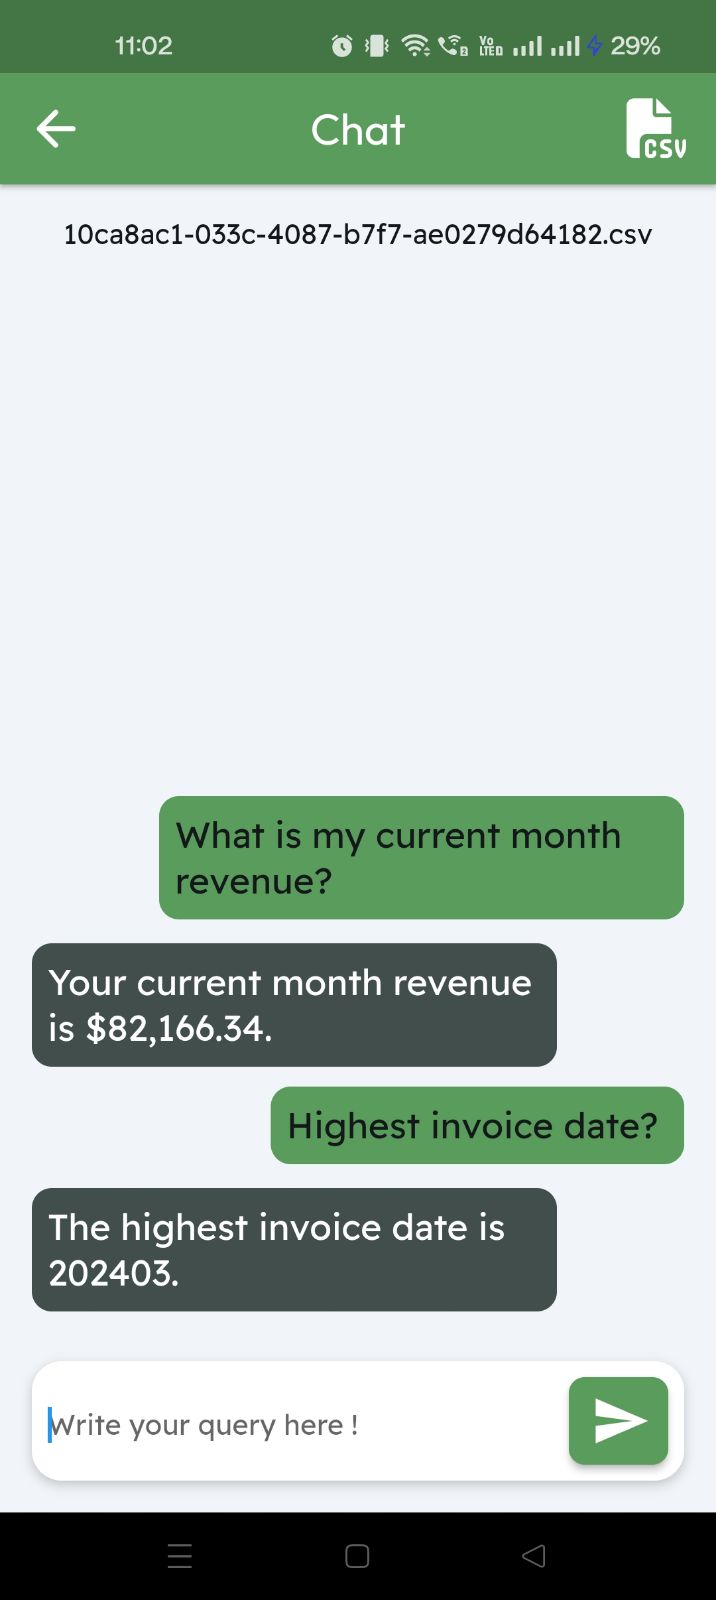 11:02
Vo
LTE
29%
Chat
CSV
10ca8ac1-033c-4087-b7f7-ae0279d64182.csv
What is my current month
revenue?
Your current month revenue
is $82,166.34.
Highest invoice date?
The highest invoice date is
202403.
Write your query here !